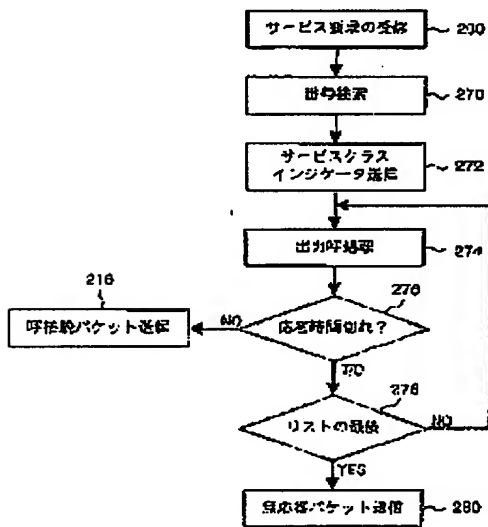 サービス要求の受信
200
番号検索
270
サービスクラス
インジケータ送信
272
出力呼処理
274
216
276
呼接続パケット送信
NO
応答時間切れ?
278
リストの最後
NO
YES
無応答パケット送信
280